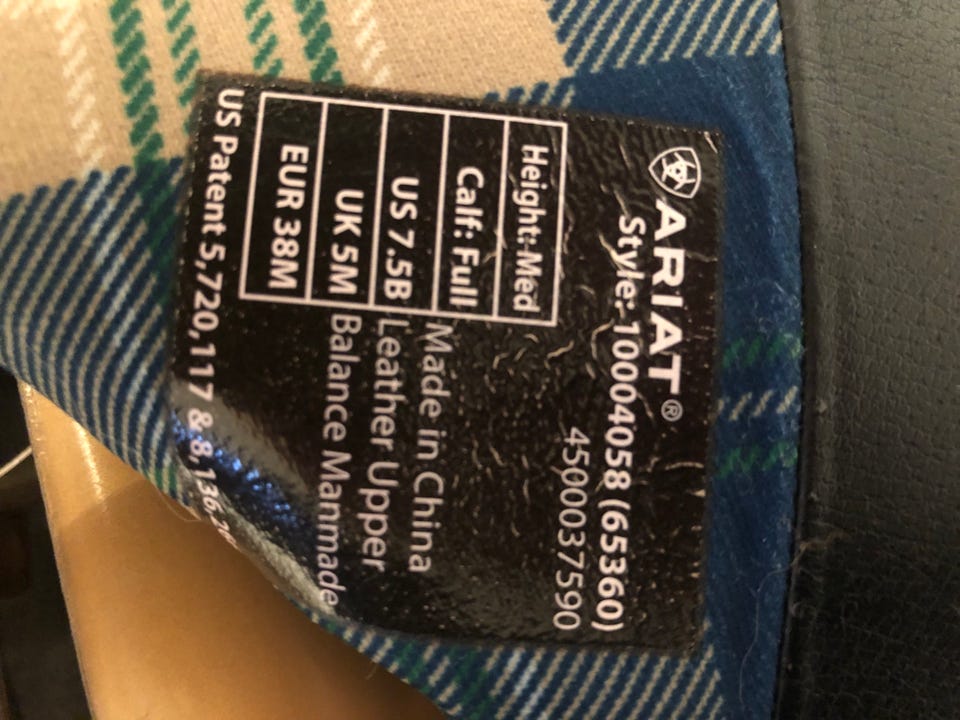 ARIAT®
Style: 10004058 (65360)
4500037590
Height: Med
Calf: Full
US 7.5B
UK 5M
EUR 38M
Made in China
Leather Upper
Balance Manmade
US Patent 5,720,117 &